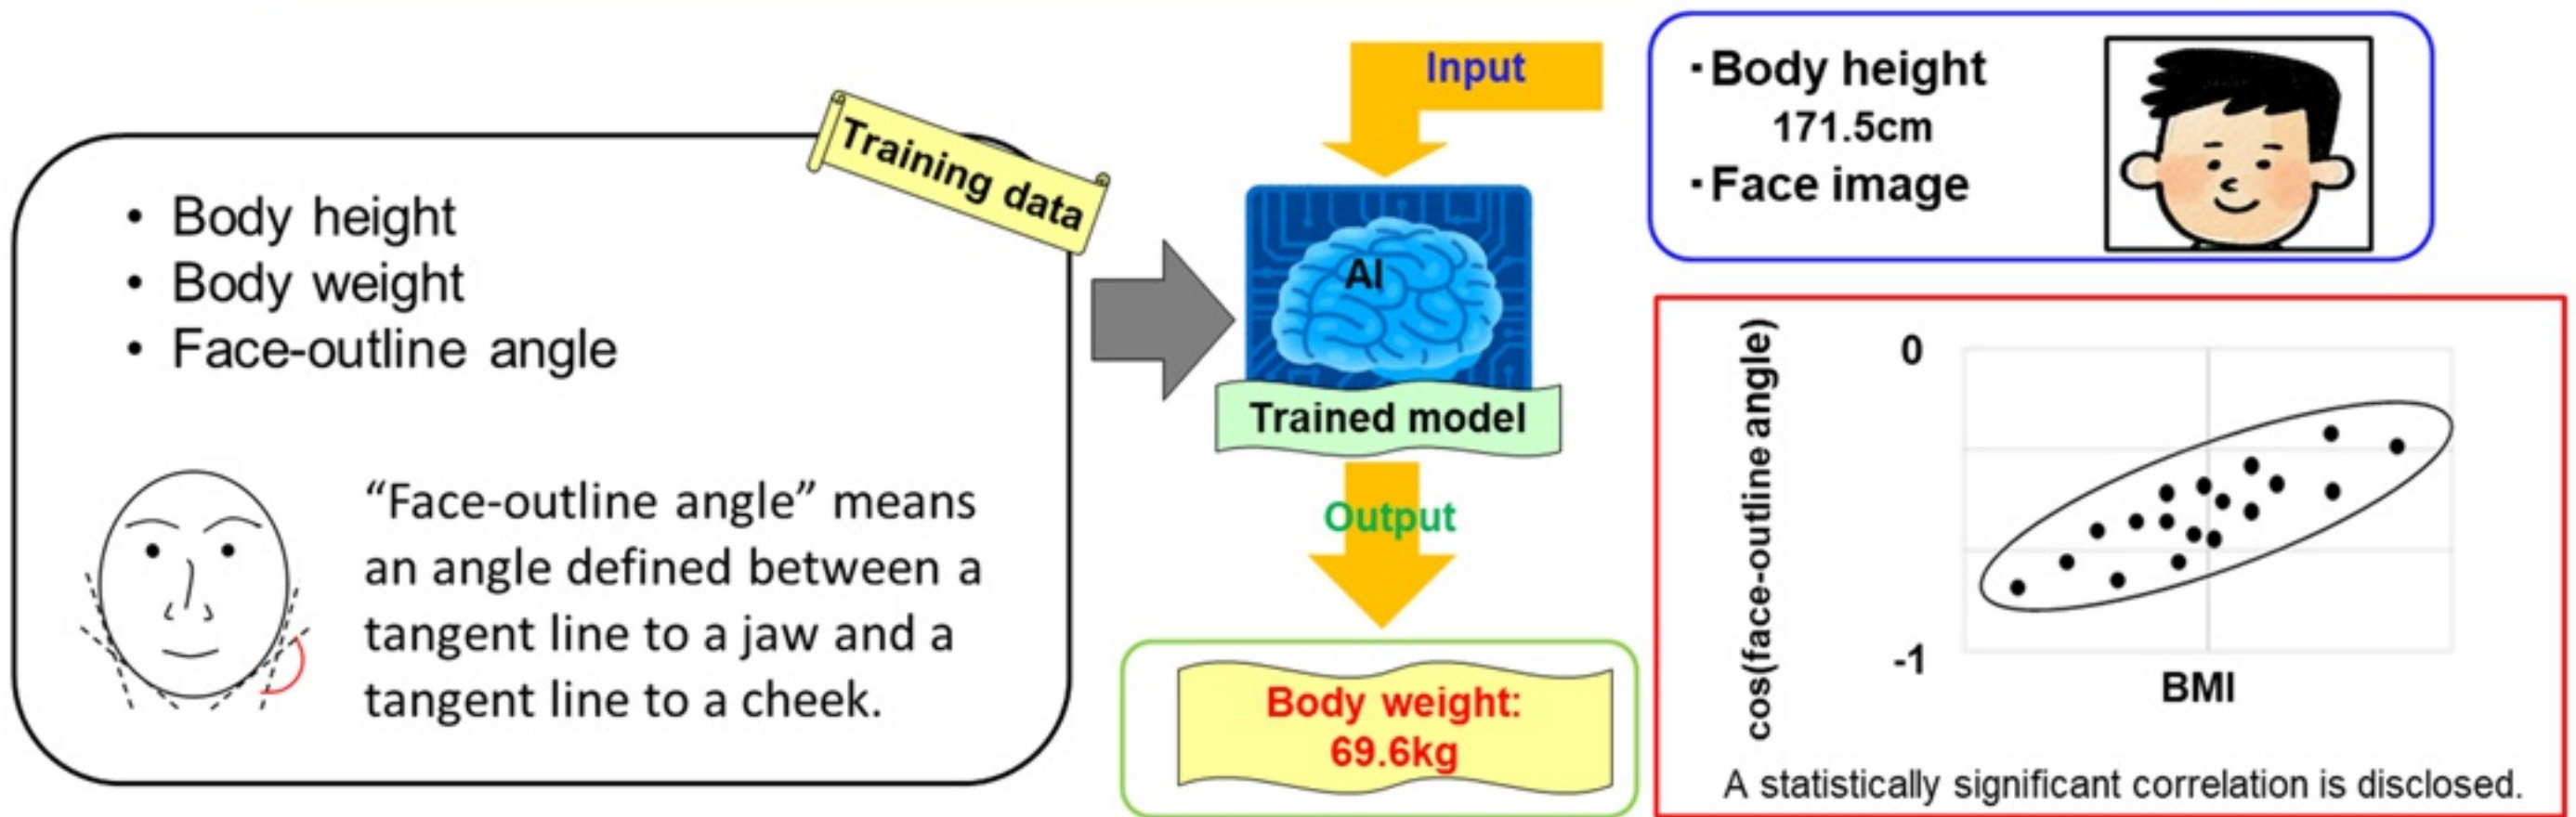 Training data
• Body height
• Body weight
• Face-outline angle
“Face-outline angle” means
an angle defined between a
tangent line to a jaw and a
tangent line to a cheek.
Input
AI
Trained model
Output
Body weight:
69.6kg
・Body height
171.5cm
・Face image
cos(face-outline angle)
0
-1
BMI
A statistically significant correlation is disclosed.